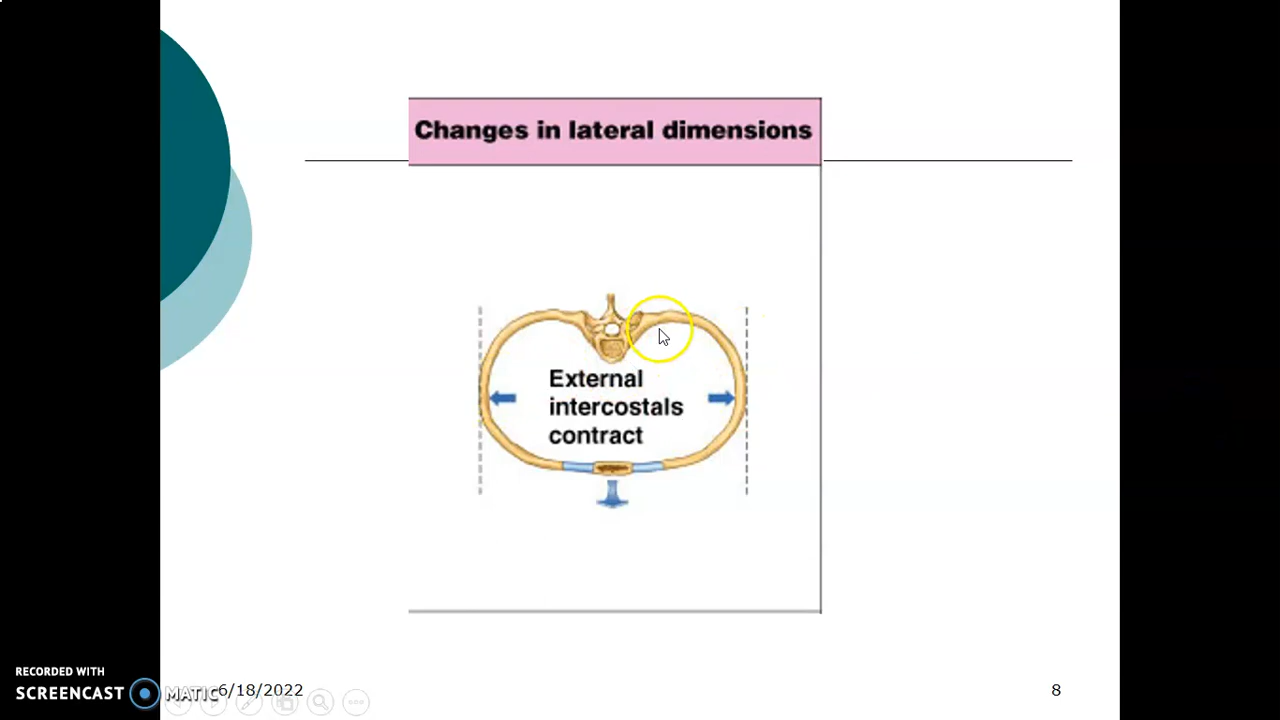 Changes in lateral dimensions
External
intercostals
contract
RECORDED WITH
SCREENCAST MATIC
6/18/2022
8